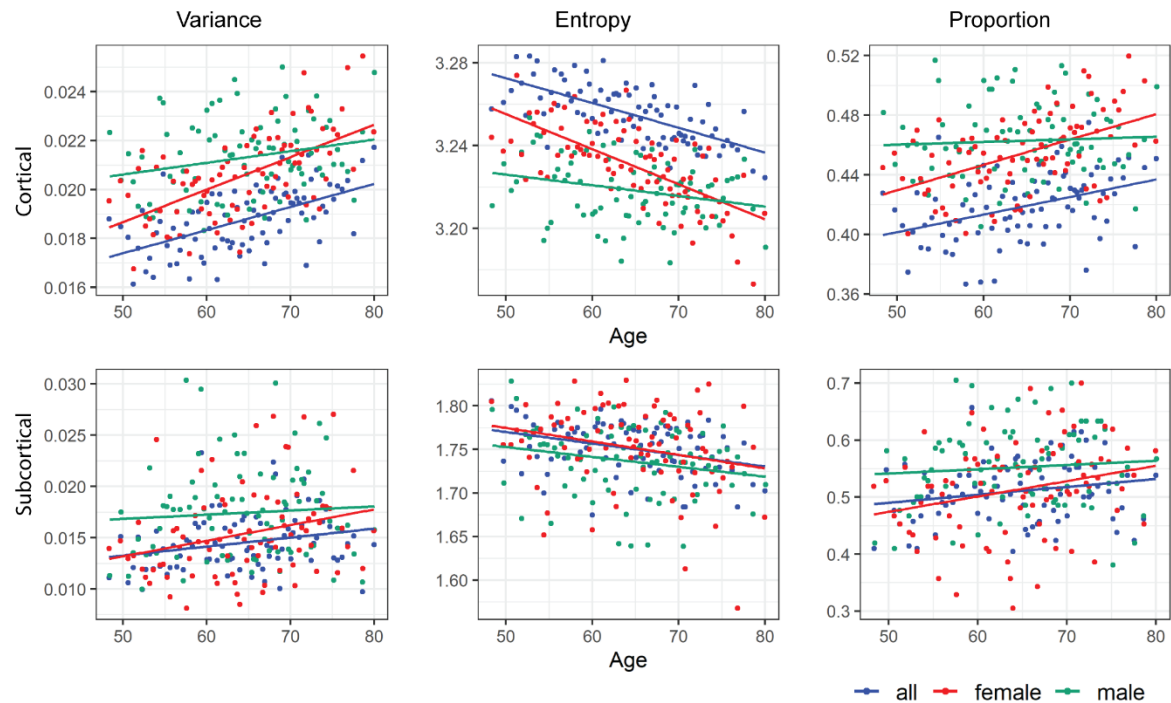 Variance Entropy Proportion
Cortical
0.024
0.022
0.020
0.018
0.016
50 60 70 80
3.28
3.24
3.20
50 60 70 80
0.52
0.48
0.44
0.40
0.36
50 60 70 80
Age
Subcortical
0.030
0.025
0.020
0.015
0.010
50 60 70 80
1.80
1.75
1.70
1.65
1.60
50 60 70 80
0.7
0.6
0.5
0.4
0.3
50 60 70 80
Age
all female male